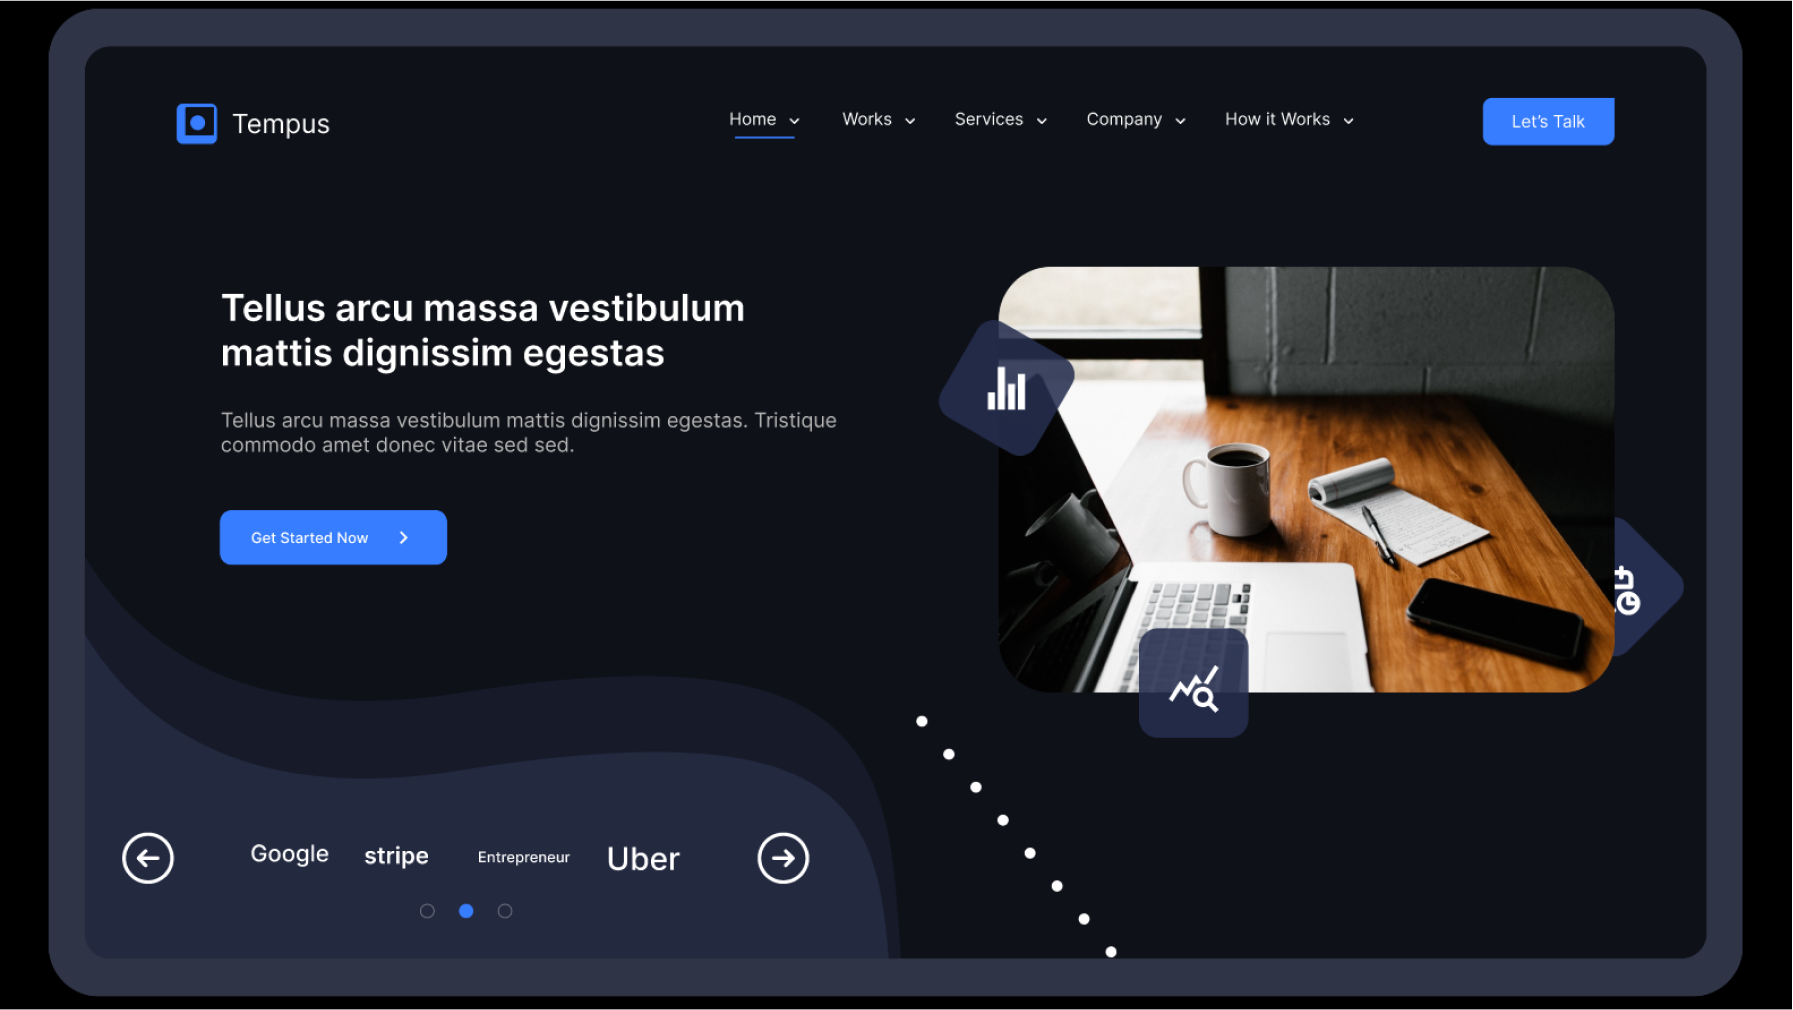 Tempus
Home
Works
Services
Company
How it Works
Let's Talk
Tellus arcu massa vestibulum
mattis dignissim egestas
Tellus arcu massa vestibulum mattis dignissim egestas. Tristique
commodo amet donec vitae sed sed.
Get Started Now
Google
stripe
Entrepreneur
Uber